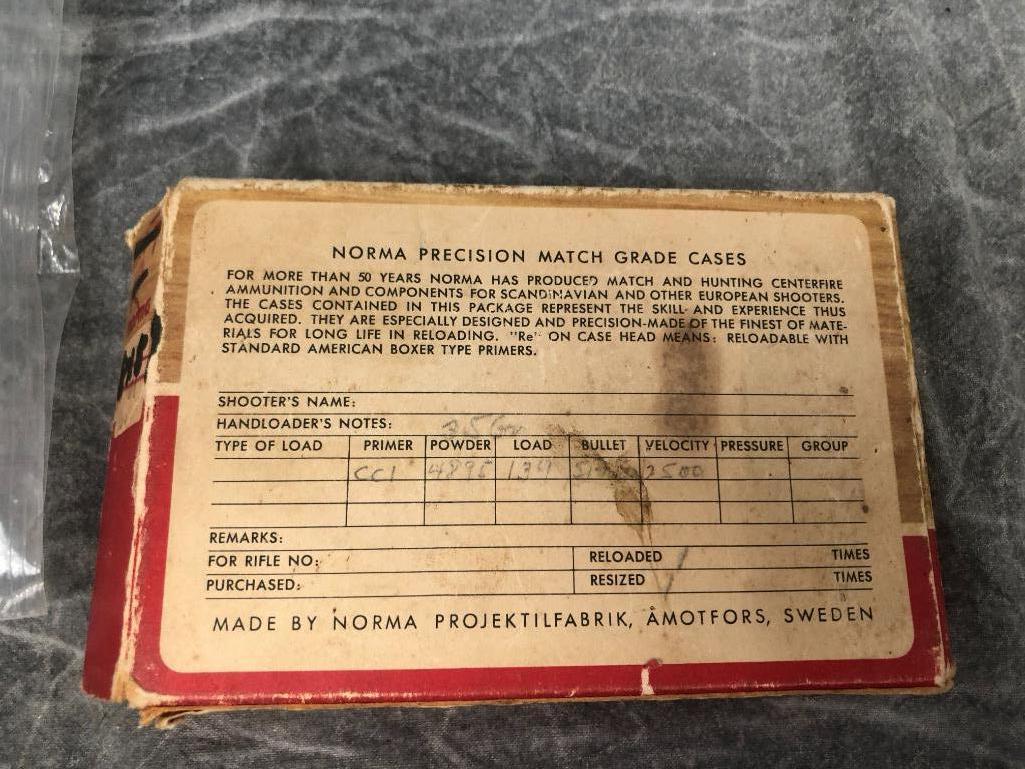 NORMA PRECISION MATCH GRADE CASES
FOR MORE THAN 50 YEARS NORMA HAS PRODUCED MATCH AND HUNTING CENTERFIRE
AMMUNITION AND COMPONENTS FOR SCANDINAVIAN AND OTHER EUROPEAN SHOOTERS.
THE CASES CONTAINED IN THIS PACKAGE REPRESENT THE SKILL AND EXPERIENCE THUS
ACQUIRED. THEY ARE ESPECIALLY DESIGNED AND PRECISION-MADE OF THE FINEST OF MATE-
RIALS FOR LONG LIFE IN RELOADING. "Re" ON CASE HEAD MEANS: RELOADABLE WITH
STANDARD AMERICAN BOXER TYPE PRIMERS.
SHOOTER'S NAME:
HANDLOADER'S NOTES:
TYPE OF LOAD PRIMER POWDER LOAD BULLET VELOCITY PRESSURE GROUP
CCI 4895 139 2500
REMARKS:
FOR RIFLE NO: RELOADED TIMES
PURCHASED: RESIZED TIMES
MADE BY NORMA PROJEKTILFABRIK, ÅMOTFORS, SWEDEN